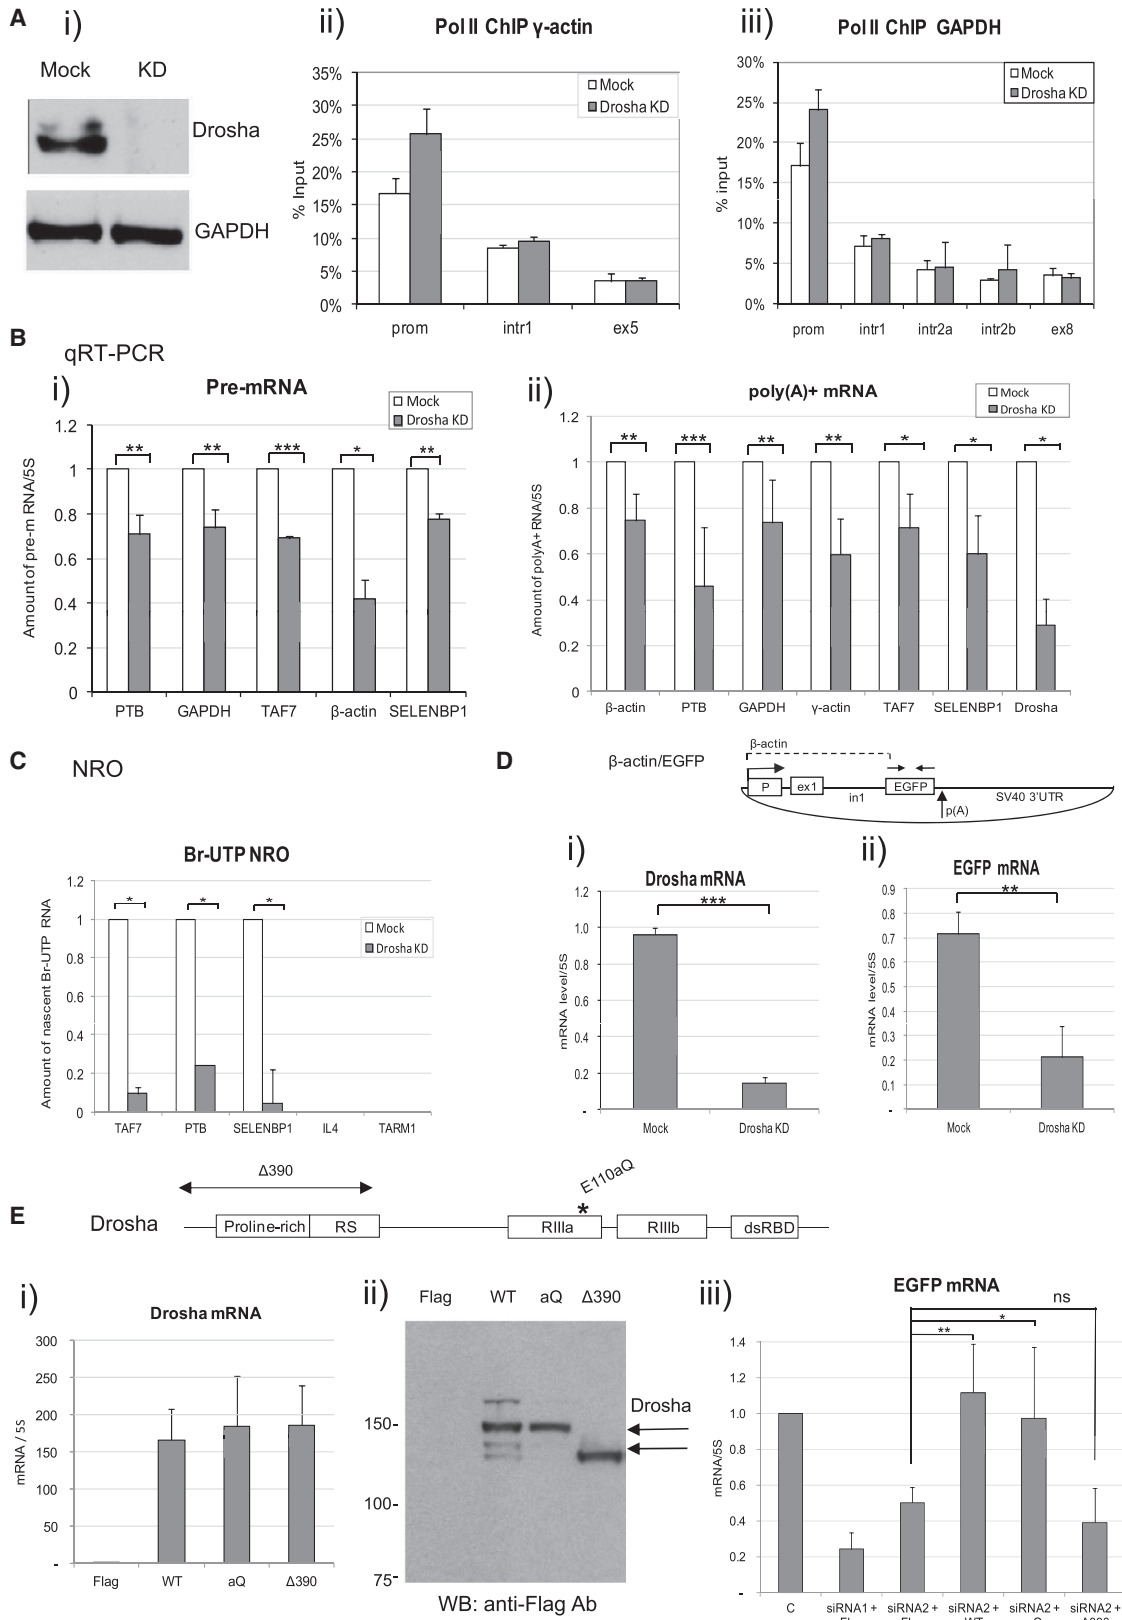 A
i)
Mock KD
Drosha
GAPDH
ii)
Pol II ChIP γ-actin
Mock
Drosha KD
% Input
35%
30%
25%
20%
15%
10%
5%
0%
prom intr1 ex5
iii)
Pol II ChIP GAPDH
Mock
Drosha KD
% input
30%
25%
20%
15%
10%
5%
0%
prom intr1 intr2a intr2b ex8
B
qRT-PCR
i)
Pre-mRNA
Mock
Drosha KD
Amount of pre-m RNA/5S
1.2
1
0.8
0.6
0.4
0.2
0
** ** *** * **
PTB GAPDH TAF7 β-actin SELENBP1
ii)
poly(A)+ mRNA
Mock
Drosha KD
Amount of polyA+ RNA/5S
1.2
1
0.8
0.6
0.4
0.2
0
** *** ** ** * * *
β-actin PTB GAPDH γ-actin TAF7 SELENBP1 Drosha
C
NRO
Br-UTP NRO
Mock
Drosha KD
Amount of nascent Br-UTP RNA
1.2
1
0.8
0.6
0.4
0.2
0
* * *
TAF7 PTB SELENBP1 IL4 TARM1
D
β-actin/EGFP
β-actin
P ex1 in1 EGFP p(A) SV40 3'UTR
i)
Drosha mRNA
mRNA level/5S
1.2
1.0
0.8
0.6
0.4
0.2
-
***
Mock Drosha KD
ii)
EGFP mRNA
mRNA level/5S
0.9
0.8
0.7
0.6
0.5
0.4
0.3
0.2
0.1
-
**
Mock Drosha KD
E
Δ390
E110aQ
*
Drosha
Proline-rich RS RIIIa RIIIb dsRBD
i)
Drosha mRNA
mRNA / 5S
300
250
200
150
100
50
-
Flag WT aQ Δ390
ii)
Flag WT aQ Δ390
150-
100-
75-
Drosha
WB: anti-Flag Ab
iii)
EGFP mRNA
ns
*
**
mRNA/5S
1.4
1.2
1.0
0.8
0.6
0.4
0.2
-
C siRNA1 + siRNA2 + siRNA2 + siRNA2 + siRNA2 +